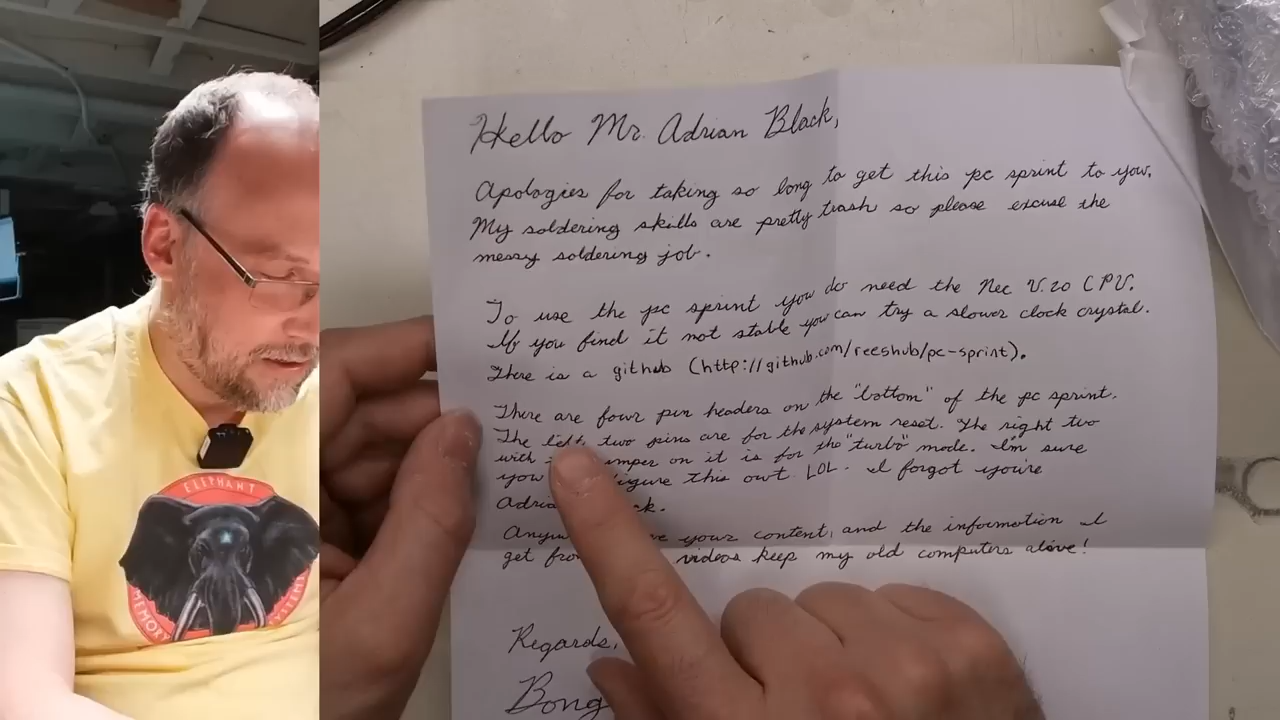 ELEPHANT
MEMORY SYSTEMS
Hello Mr. Adrian Black,
Apologies for taking so long to get this pc sprint to you.
My soldering skills are pretty trash so please excuse the
messy soldering job.
To use the pc sprint you do need the Nec V.20 CPU.
If you find it not stable you can try a slower clock crystal.
There is a github (http://github.com/reeshub/pc-sprint).
There are four pin headers on the "bottom" of the pc sprint.
The left two pins are for the system reset. The right two
with jumper on it is for the "turbo" mode. I'm sure
you figure this out LOL. I forgot you're
Adrian
your content, and the information I
get from videos keep my old computers alive!
Regards,
Bong